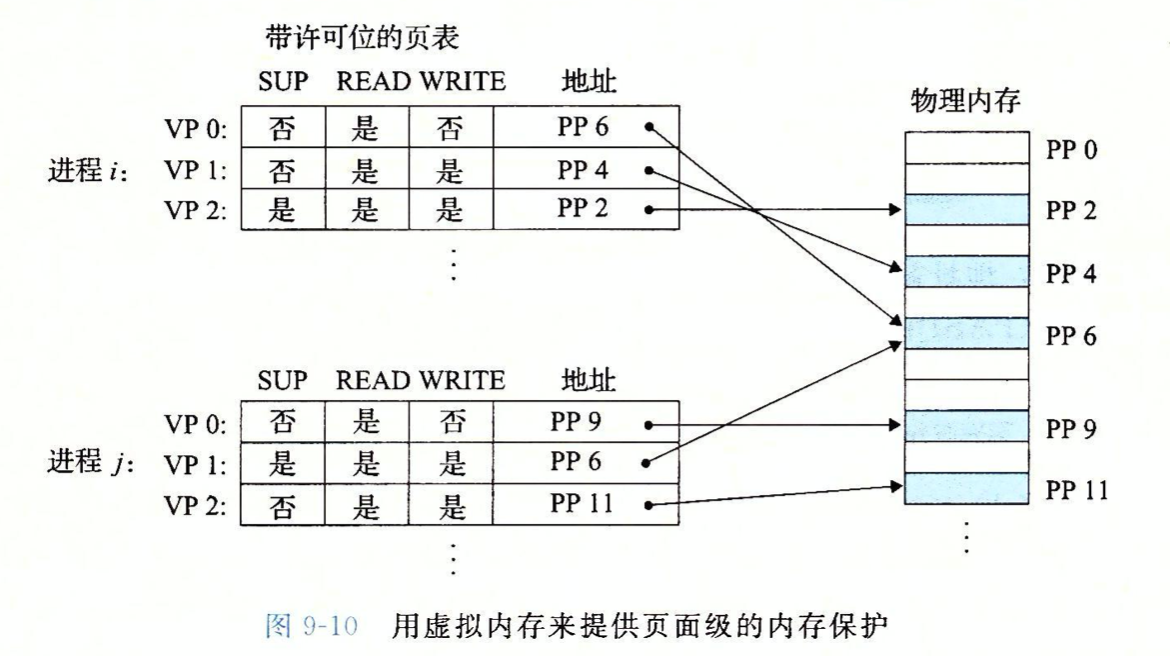 带许可位的页表
SUP READ WRITE 地址
物理内存
VP 0: 否 是 否 PP 6
进程 i: VP 1: 否 是 是 PP 4
VP 2: 是 是 是 PP 2
⋮
PP 0
PP 2
PP 4
PP 6
PP 9
PP 11
⋮
SUP READ WRITE 地址
VP 0: 否 是 否 PP 9
进程 j: VP 1: 是 是 是 PP 6
VP 2: 否 是 是 PP 11
⋮
图 9-10 用虚拟内存来提供页面级的内存保护